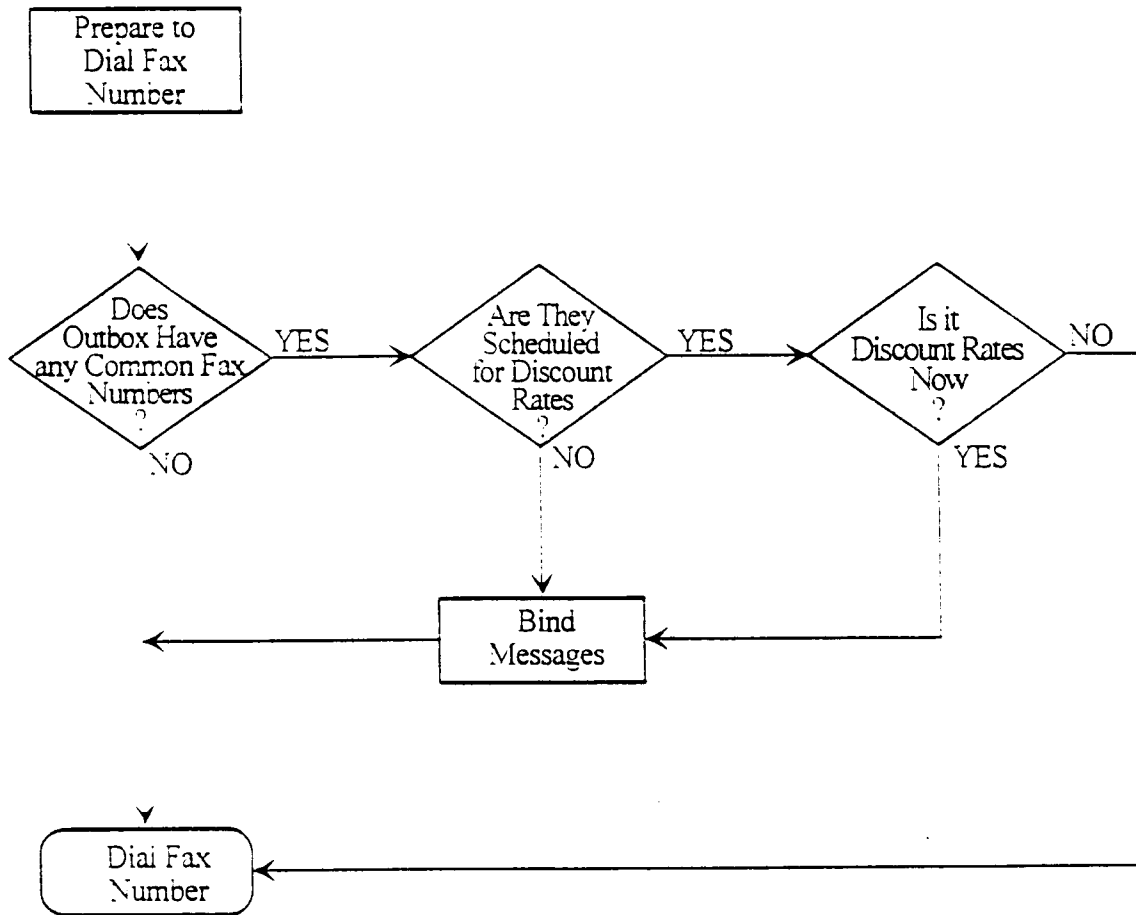 Prepare to
Dial Fax
Number
Does
Outbox Have
any Common Fax
Numbers
?
YES
NO
Are They
Scheduled
for Discount
Rates
?
YES
NO
Is it
Discount Rates
Now
?
NO
YES
Bind
Messages
Dial Fax
Number